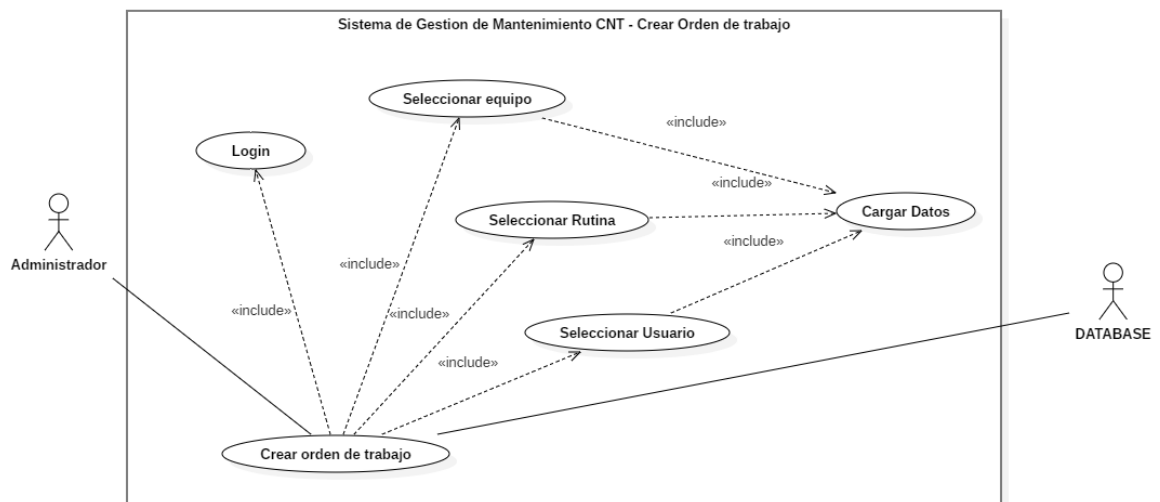 Sistema de Gestion de Mantenimiento CNT - Crear Orden de trabajo
Seleccionar equipo
«include»
Login
«include»
Cargar Datos
Seleccionar Rutina
«include»
Administrador
«include»
«include»
«include»
Seleccionar Usuario
DATABASE
«include»
Crear orden de trabajo